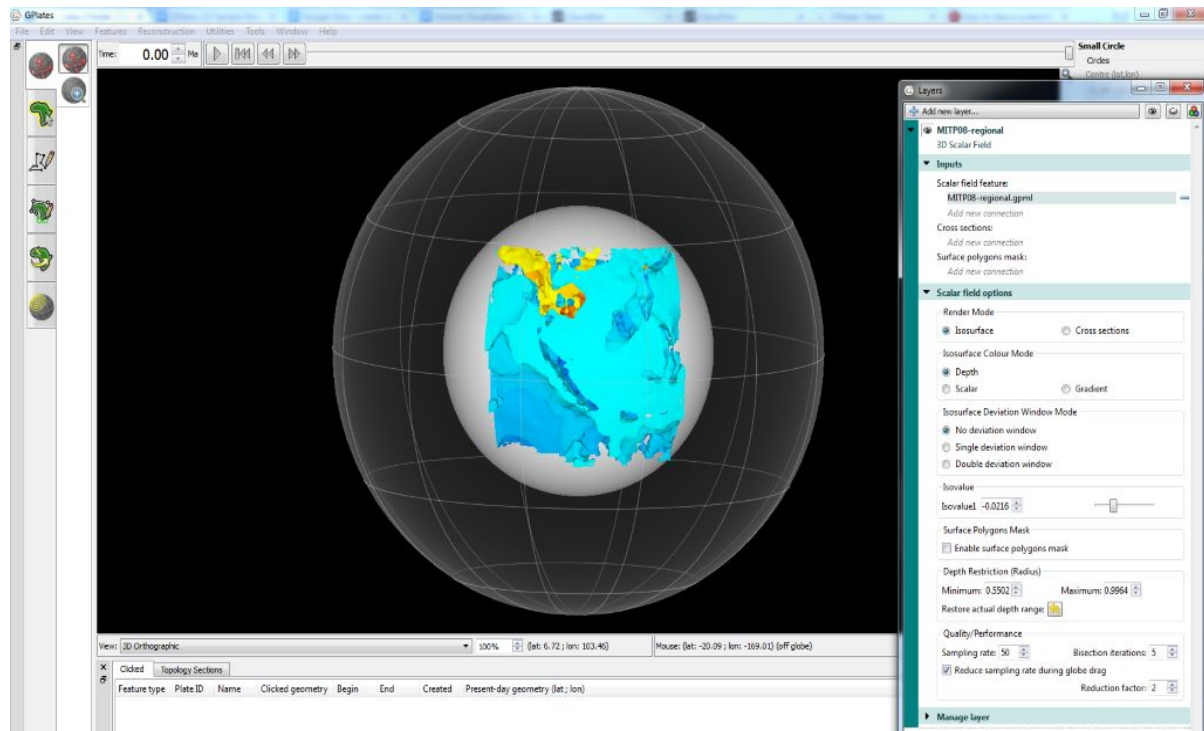 GPlates
File Edit View Features Reconstruction Utilities Tools Window Help
Time: 0.00 Ma
Small Circle
Circles
Centre (lat,lon)
Layers
Add new layer...
MITP08-regional
3D Scalar Field
Inputs
Scalar field feature:
MITP08-regional.gpml
Add new connection
Cross sections:
Add new connection
Surface polygons mask:
Add new connection
Scalar field options
Render Mode
Isosurface Cross sections
Isosurface Colour Mode
Depth
Scalar Gradient
Isosurface Deviation Window Mode
No deviation window
Single deviation window
Double deviation window
Isovalue
Isovalue1 -0.0216
Surface Polygons Mask
Enable surface polygons mask
Depth Restriction (Radius)
Minimum: 0.5502 Maximum: 0.9964
Restore actual depth range:
Quality/Performance
Sampling rate: 50 Bisection iterations: 5
Reduce sampling rate during globe drag
Reduction factor: 2
Manage layer
View: 3D Orthographic 100% (lat: 6.72 ; lon: 103.46) Mouse: (lat: -20.09 ; lon: -169.01) (off globe)
Clicked Topology Sections
Feature type Plate ID Name Clicked geometry Begin End Created Present-day geometry (lat ; lon)